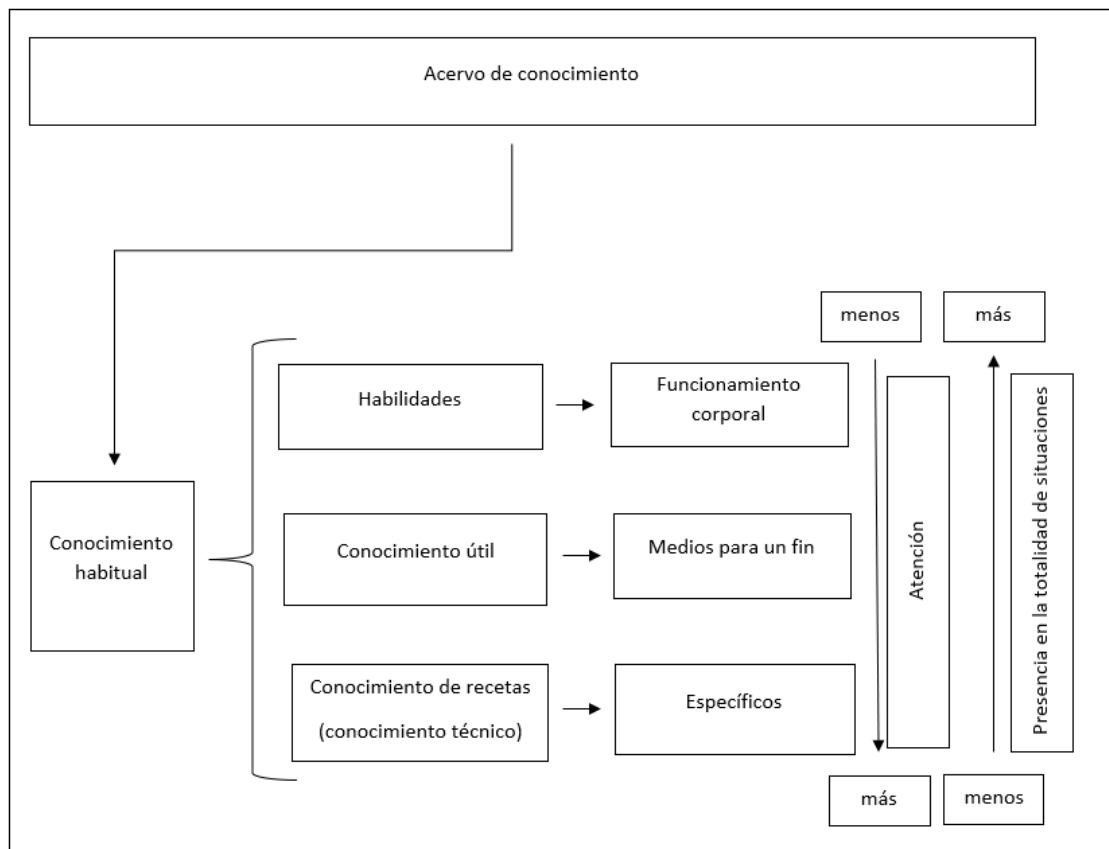 Acervo de conocimiento
menos
más
Habilidades
Funcionamiento
corporal
Conocimiento
habitual
Conocimiento útil
Medios para un fin
Atención
Presencia en la totalidad de situaciones
Conocimiento de recetas
(conocimiento técnico)
Específicos
más
menos